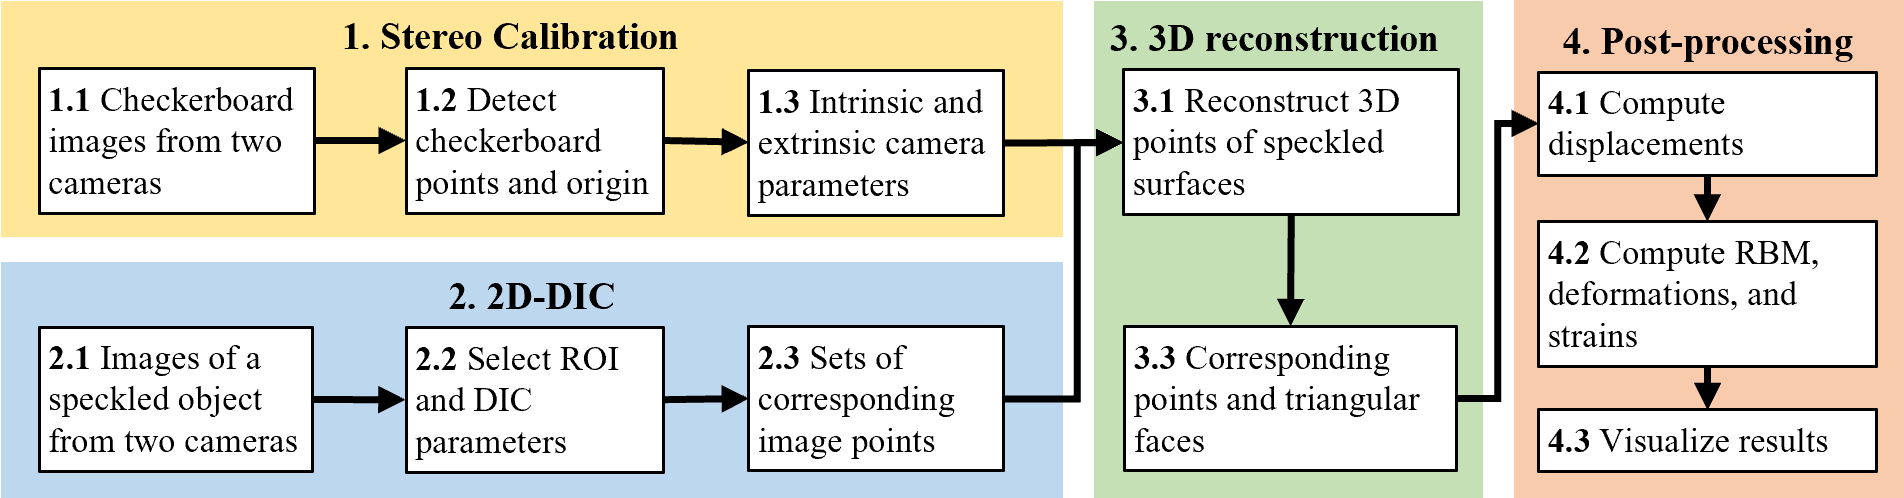 1. Stereo Calibration
1.1 Checkerboard
images from two
cameras
1.2 Detect
checkerboard
points and origin
1.3 Intrinsic and
extrinsic camera
parameters
2. 2D-DIC
2.1 Images of a
speckled object
from two cameras
2.2 Select ROI
and DIC
parameters
2.3 Sets of
corresponding
image points
3. 3D reconstruction
3.1 Reconstruct 3D
points of speckled
surfaces
3.3 Corresponding
points and triangular
faces
4. Post-processing
4.1 Compute
displacements
4.2 Compute RBM,
deformations, and
strains
4.3 Visualize results